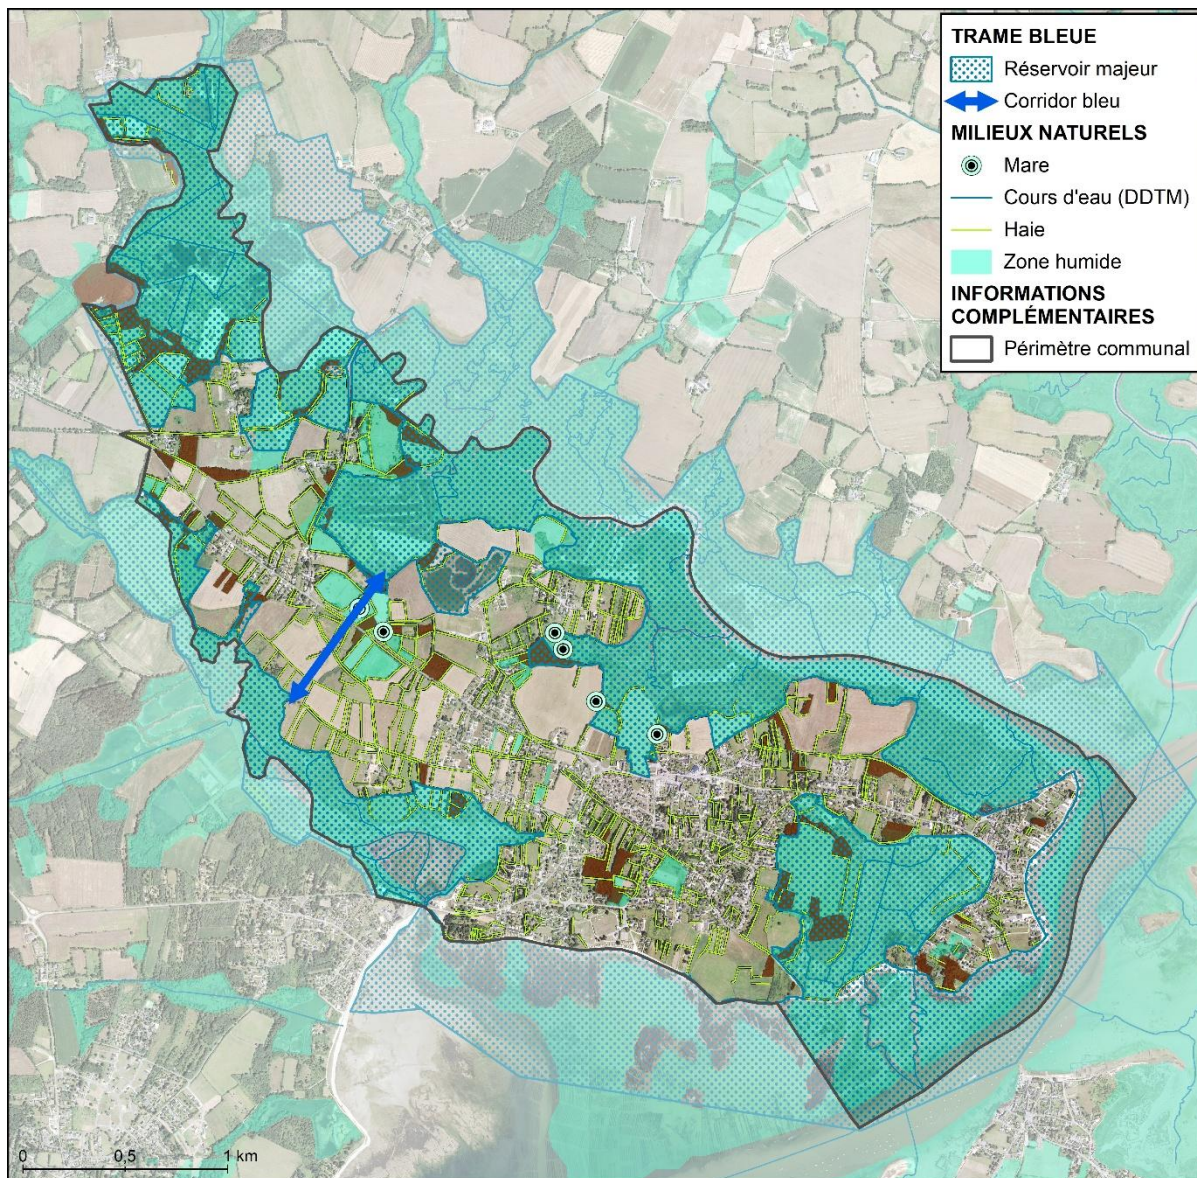 TRAME BLEUE
Réservoir majeur
Corridor bleu
MILIEUX NATURELS
Mare
Cours d'eau (DDTM)
Haie
Zone humide
INFORMATIONS
COMPLÉMENTAIRES
Périmètre communal
0 0,5 1 km